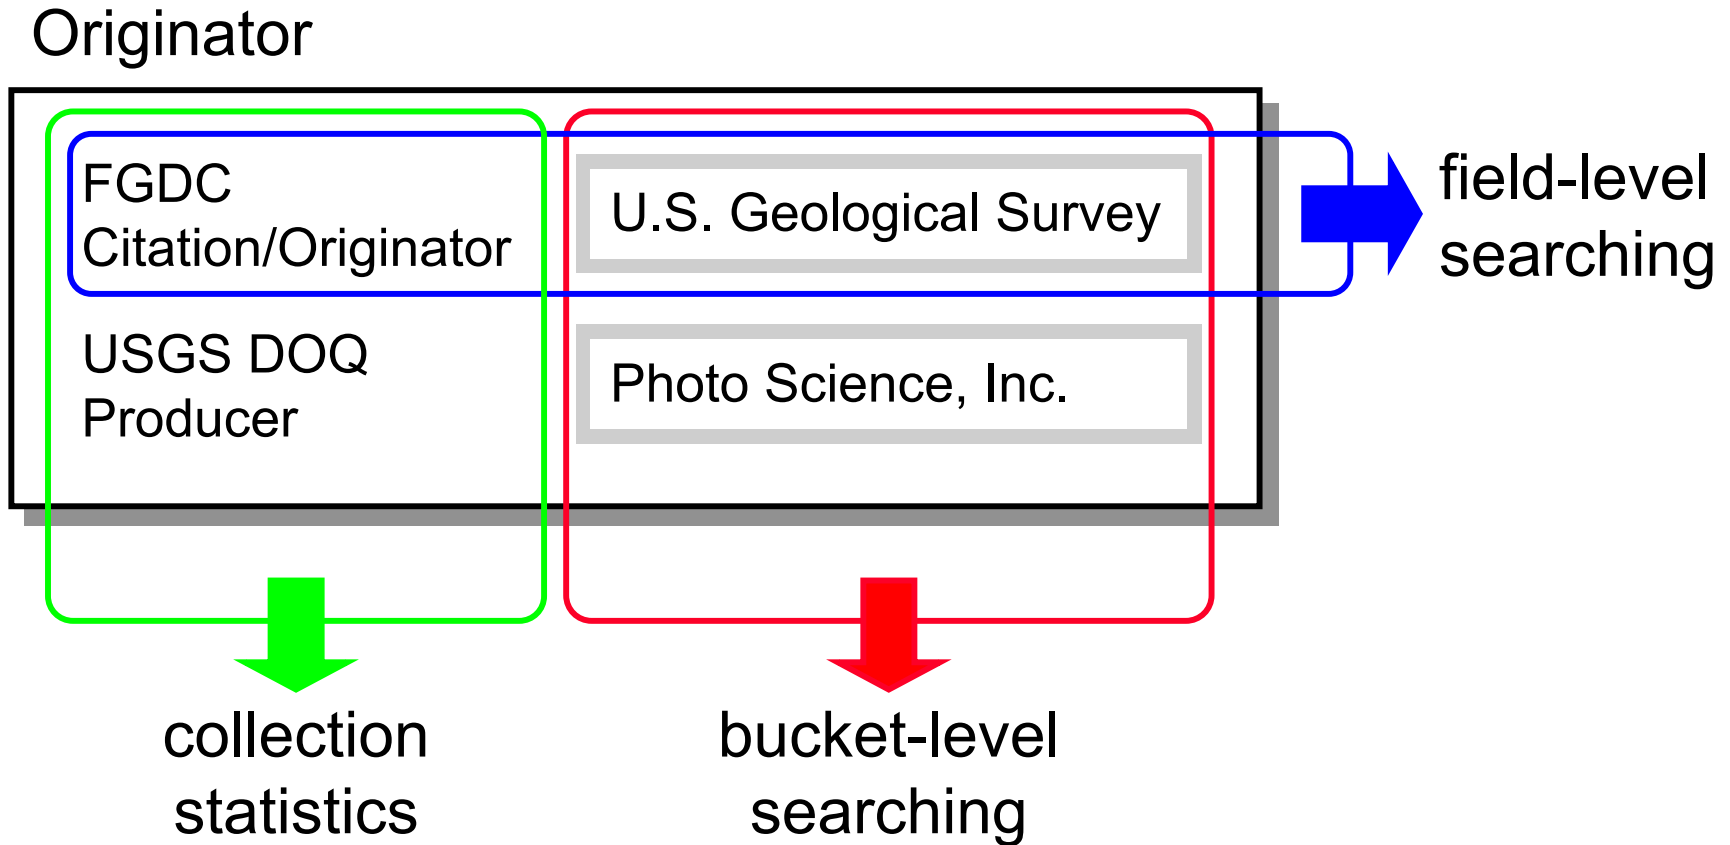 Originator
FGDC
Citation/Originator
U.S. Geological Survey
field-level
searching
USGS DOQ
Producer
Photo Science, Inc.
collection
statistics
bucket-level
searching